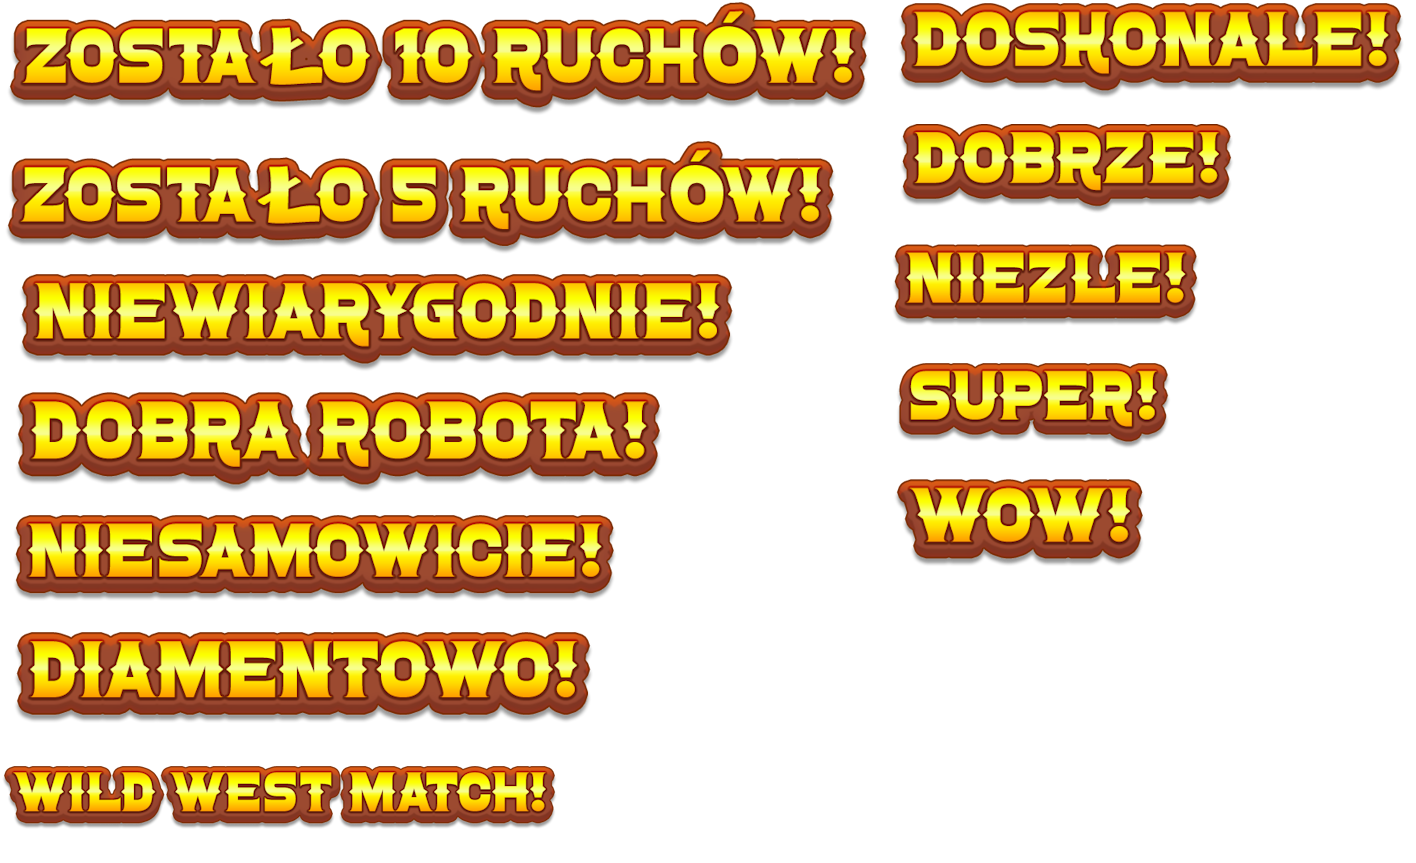 ZOSTAŁO 10 RUCHÓW!
ZOSTAŁO 5 RUCHÓW!
NIEWIARYGODNIE!
DOBRA ROBOTA!
NIESAMOWICIE!
DIAMENTOWO!
WILD WEST MATCH!
DOSKONALE!
DOBRZE!
NIEZLE!
SUPER!
WOW!